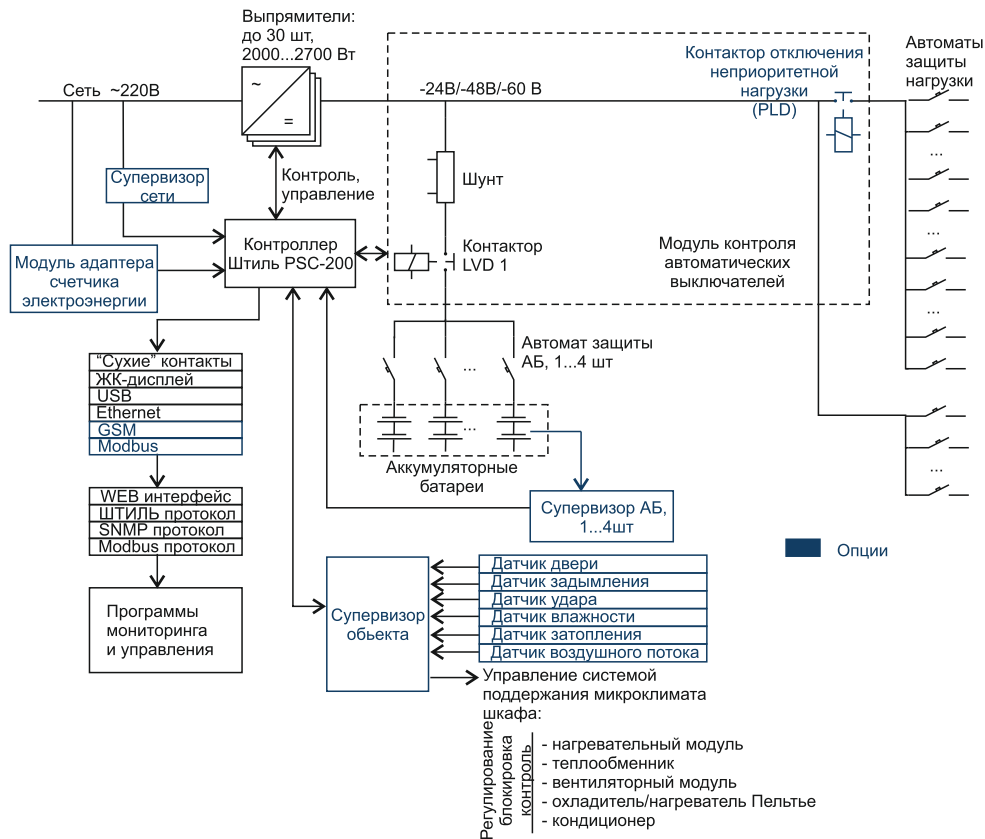 Выпрямители:
до 30 шт,
2000...2700 Вт
Сеть ~220В
~
=
-24В/-48В/-60 В
Контактор отключения
неприоритетной
нагрузки
(PLD)
Автоматы
защиты
нагрузки
Супервизор
сети
Контроль,
управление
Шунт
...
Модуль адаптера
счетчика
электроэнергии
Контроллер
Штиль PSC-200
Контактор
LVD 1
Модуль контроля
автоматических
выключателей
...
...
"Сухие" контакты
ЖК-дисплей
USB
Ethernet
GSM
Modbus
Автомат защиты
АБ, 1...4 шт
...
...
Аккумуляторные
батареи
...
WEB интерфейс
ШТИЛЬ протокол
SNMP протокол
Modbus протокол
Супервизор АБ,
1...4шт
Опции
Программы
мониторинга
и управления
Супервизор
обьекта
Датчик двери
Датчик задымления
Датчик удара
Датчик влажности
Датчик затопления
Датчик воздушного потока
Управление системой
поддержания микроклимата
шкафа:
Регулирование
блокировка
контроль
- нагревательный модуль
- теплообменник
- вентиляторный модуль
- охладитель/нагреватель Пельтье
- кондиционер